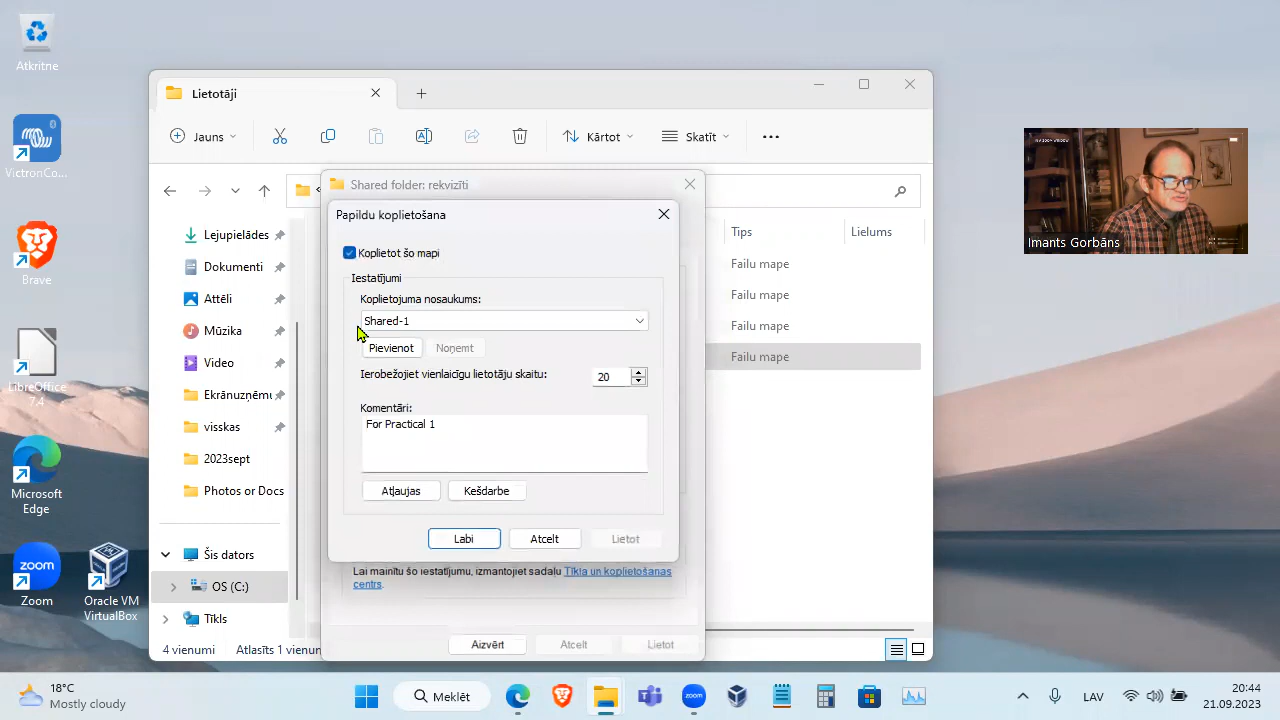 Atkritne
VictronCo...
Brave
LibreOffice
7.4
Microsoft
Edge
Zoom
Oracle VM
VirtualBox
Lietotāji
Jauns
Kārtot
Skatīt
Lejupielādes
Dokumenti
Attēli
Mūzika
Video
Ekrānuzņēmu
visskas
2023sept
Photos or Docs
Šis dators
OS (C:)
Tīkls
4 vienumi
Atlasīts 1 vienum
Tips
Lielums
Failu mape
Failu mape
Failu mape
Failu mape
Shared folder: rekvizīti
Papildu koplietošana
Koplietot šo mapi
Iestatījumi
Koplietojuma nosaukums:
Shared-1
Pievienot
Noņemt
Ierobežojiet vienlaicīgu lietotāju skaitu:
20
Komentāri:
For Practical 1
Atļaujas
Kešdarbe
Labi
Atcelt
Lietot
Lai mainītu šo iestatījumu, izmantojiet sadaļu Tīkla un koplietošanas
centrs.
Aizvērt
Atcelt
Lietot
Imants Gorbāns
18°C
Mostly cloudy
Meklēt
LAV
20:44
21.09.2023